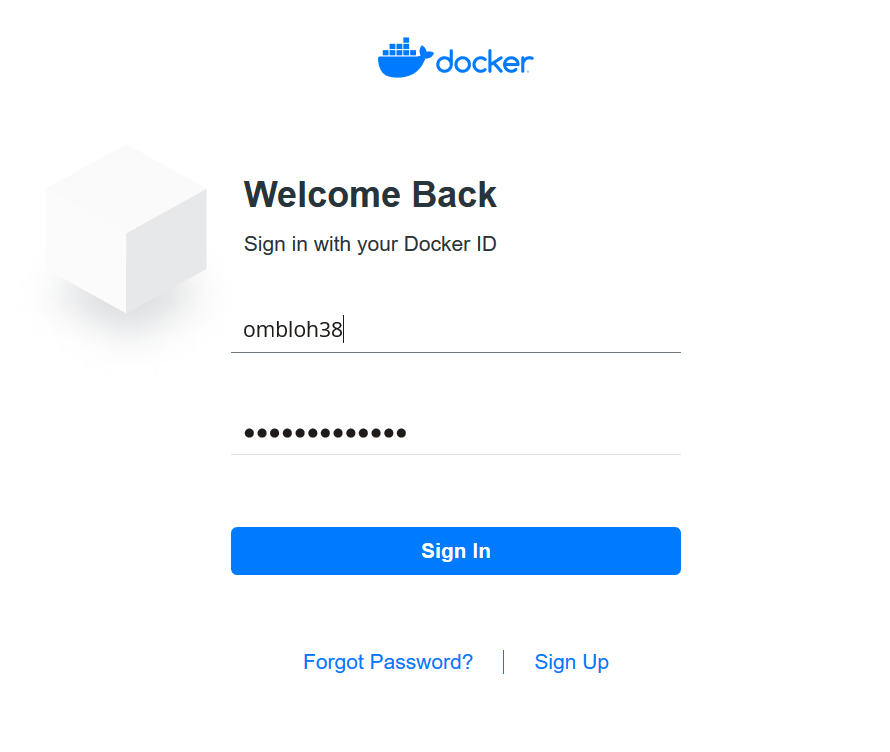 docker
Welcome Back
Sign in with your Docker ID
ombloh38
•••••••••••••
Sign In
Forgot Password?
Sign Up